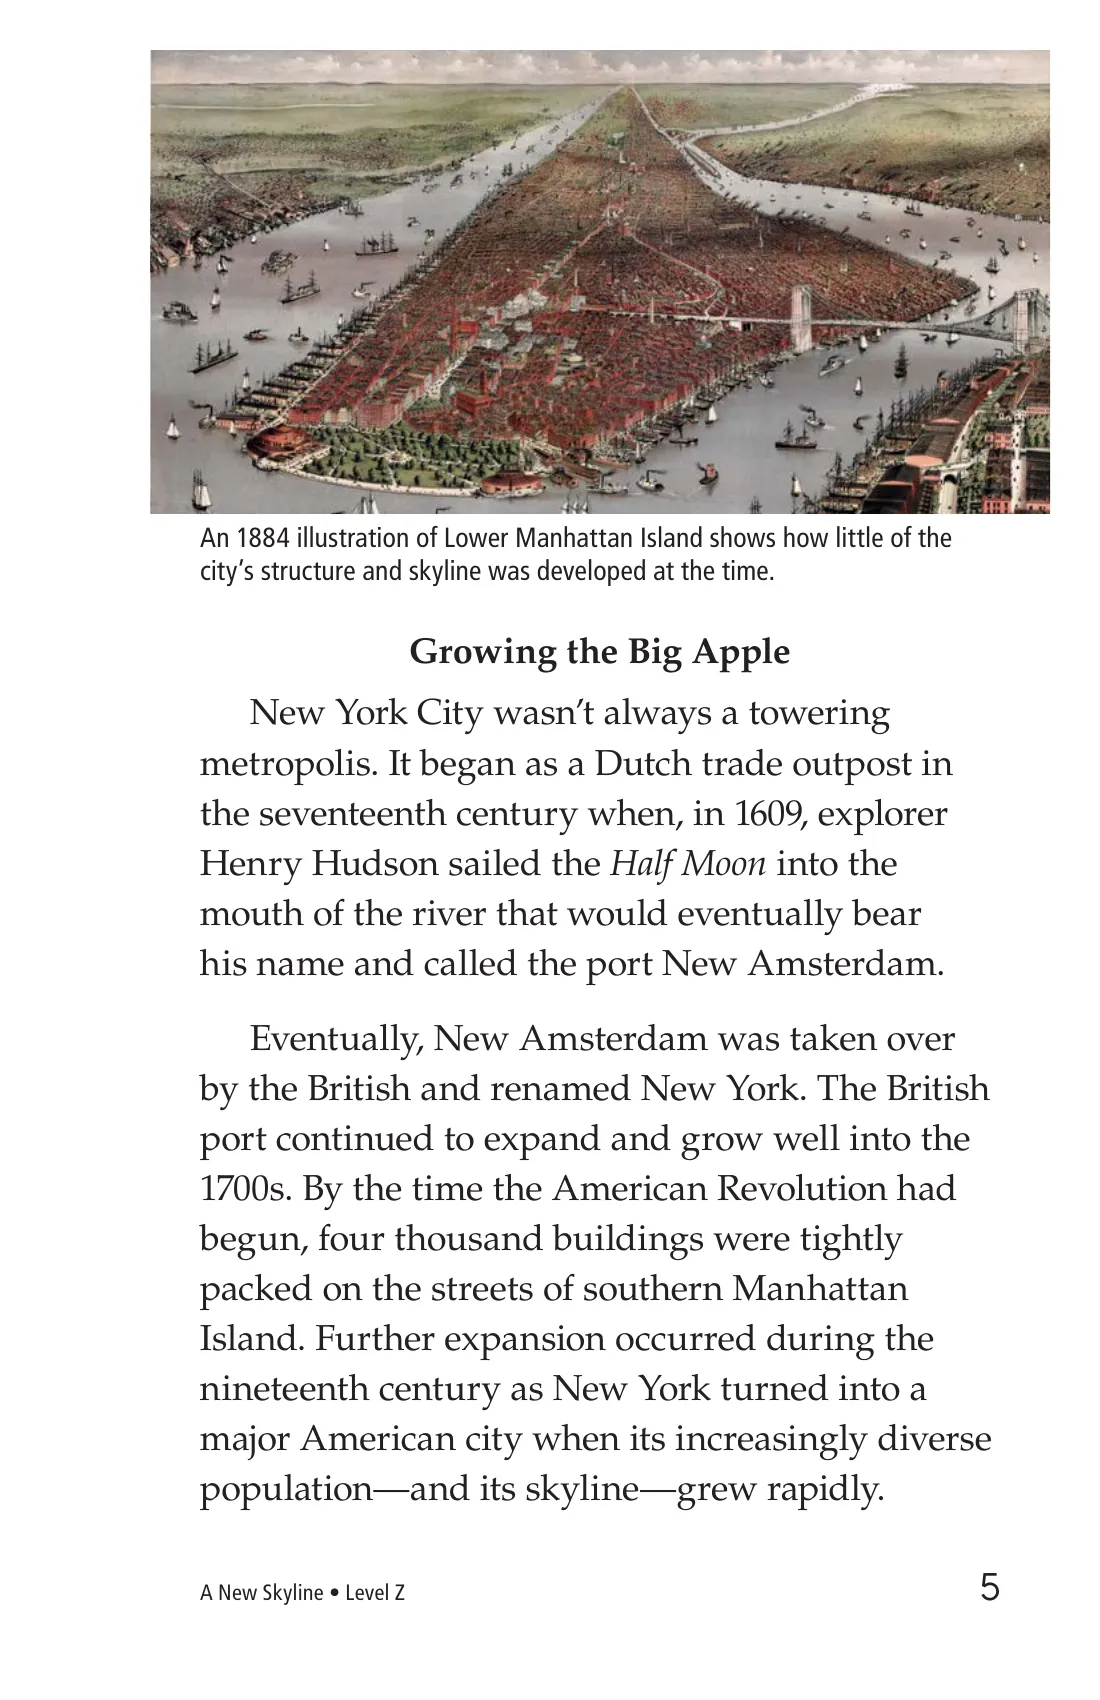 An 1884 illustration of Lower Manhattan Island shows how little of the
city’s structure and skyline was developed at the time.
Growing the Big Apple
New York City wasn’t always a towering
metropolis. It began as a Dutch trade outpost in
the seventeenth century when, in 1609, explorer
Henry Hudson sailed the Half Moon into the
mouth of the river that would eventually bear
his name and called the port New Amsterdam.
Eventually, New Amsterdam was taken over
by the British and renamed New York. The British
port continued to expand and grow well into the
1700s. By the time the American Revolution had
begun, four thousand buildings were tightly
packed on the streets of southern Manhattan
Island. Further expansion occurred during the
nineteenth century as New York turned into a
major American city when its increasingly diverse
population—and its skyline—grew rapidly.
A New Skyline • Level Z
5